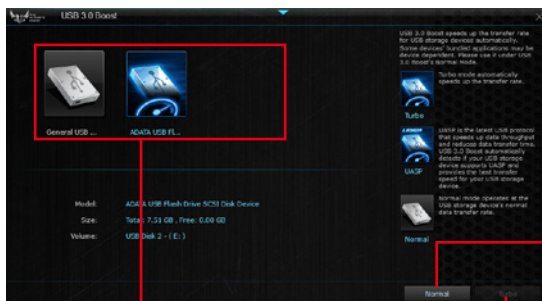 USB 3.0 Boost
X
USB 3.0 Boost speeds up the transfer rate
for USB storage devices automatically.
Some devices' bundled applications may be
device dependent. Please use it under USB
3.0 Boost's Normal Mode.
Turbo mode automatically
speeds up the transfer rate.
Turbo
UASP is the latest USB protocol
that speeds up data throughput
and reduces data transfer time.
USB 3.0 Boost automatically
detects if your USB storage
device supports UASP and
provides the best transfer
speed for your USB storage
device.
UASP
Normal mode operates at the
USB storage device's normal
data transfer rate.
Normal
General USB ...
ADATA USB Fl...
Model: ADATA USB Flash Drive SCSI Disk Device
Size: Total: 7.51 GB , Free: 0.00 GB
Volume: USB Disk 2 - ( E: )
Normal
Turbo